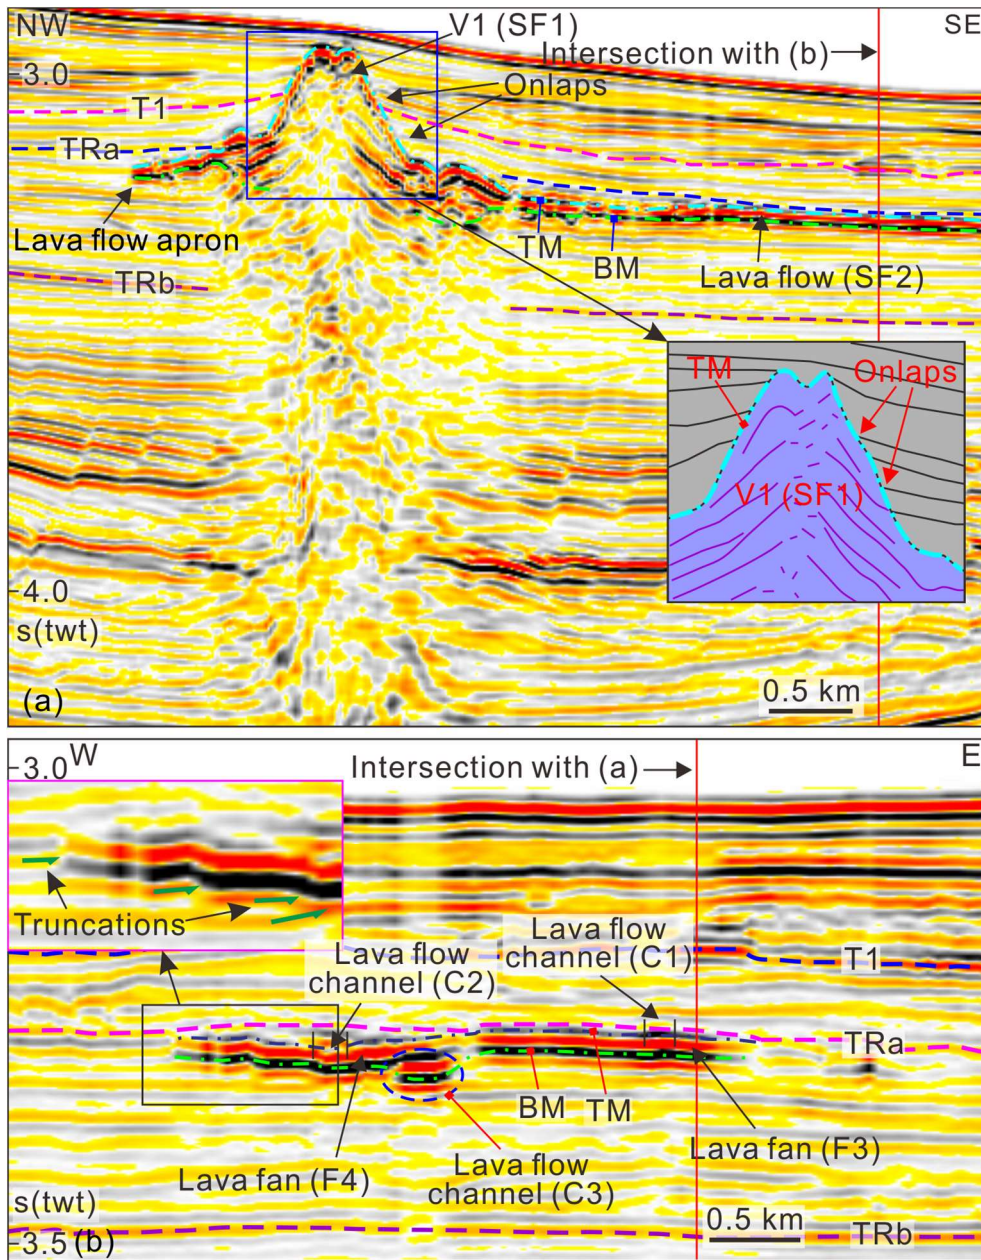 NW
V1 (SF1)
SE
Intersection with (b)
3.0
Onlaps
T1
TRa
Lava flow apron
TM
BM
Lava flow (SF2)
TRb
TM
Onlaps
V1 (SF1)
4.0
s(twt)
(a)
0.5 km
3.0
W
Intersection with (a)
E
Truncations
Lava flow
channel (C2)
Lava flow
channel (C1)
T1
TRa
BM
TM
Lava fan (F4)
Lava flow
channel (C3)
Lava fan (F3)
s(twt)
0.5 km
3.5
(b)
TRb